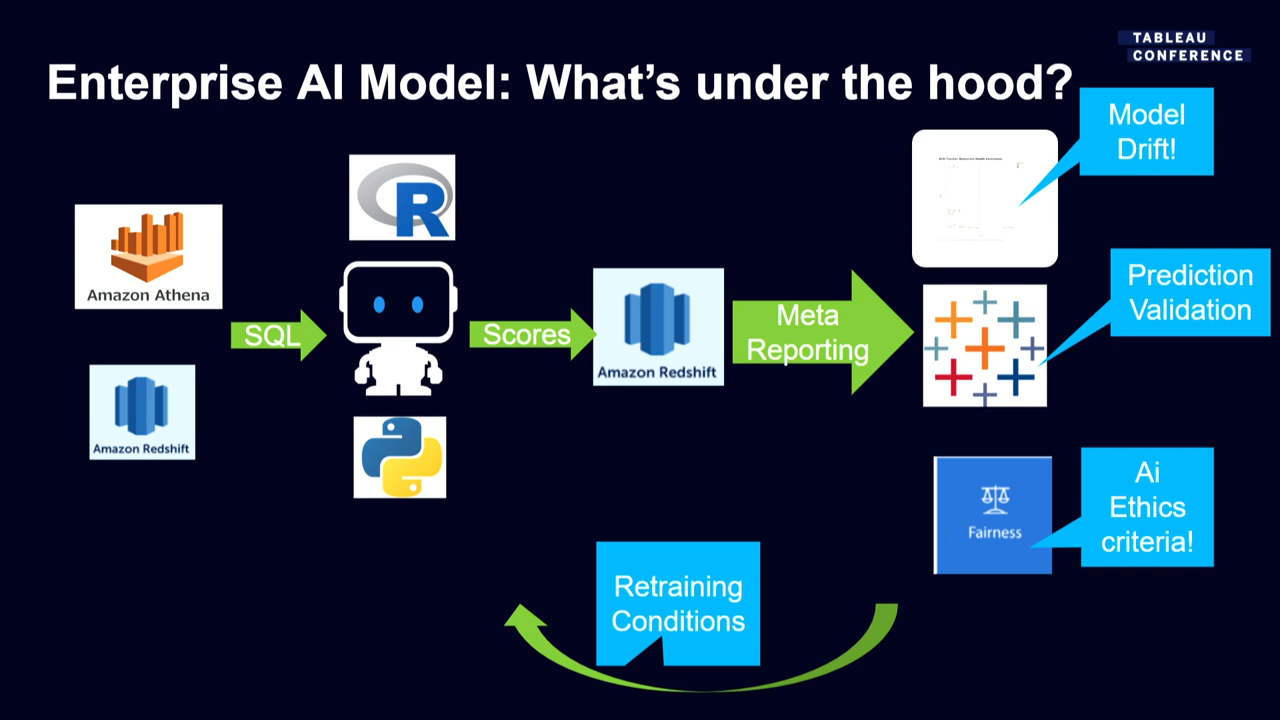 TABLEAU
CONFERENCE
Enterprise AI Model: What's under the hood?
Model
Drift!
Amazon Athena
R
Prediction
Validation
SQL
Scores
Meta
Reporting
Amazon Redshift
Amazon Redshift
Ai
Ethics
criteria!
Fairness
Retraining
Conditions